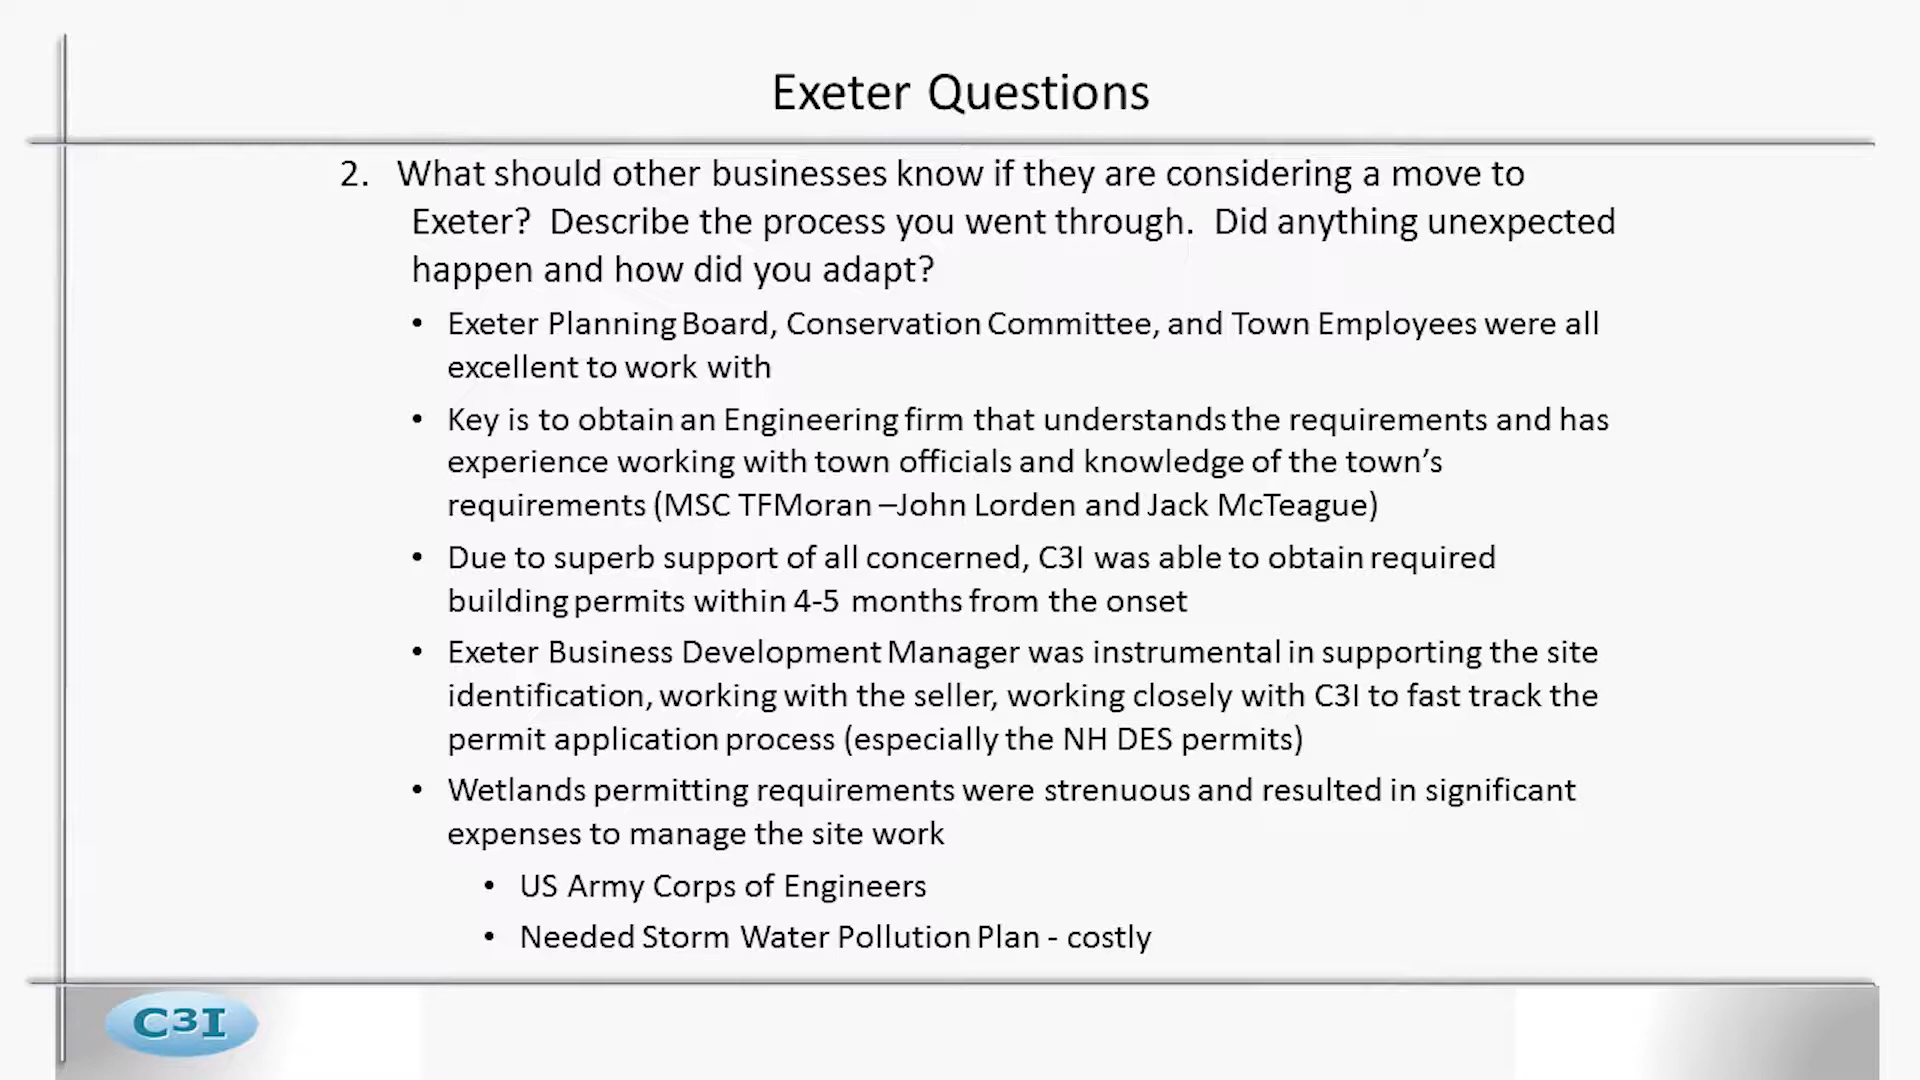 Exeter Questions
2. What should other businesses know if they are considering a move to
Exeter? Describe the process you went through. Did anything unexpected
happen and how did you adapt?
• Exeter Planning Board, Conservation Committee, and Town Employees were all
excellent to work with
• Key is to obtain an Engineering firm that understands the requirements and has
experience working with town officials and knowledge of the town’s
requirements (MSC TFMoran –John Lorden and Jack McTeague)
• Due to superb support of all concerned, C3I was able to obtain required
building permits within 4-5 months from the onset
• Exeter Business Development Manager was instrumental in supporting the site
identification, working with the seller, working closely with C3I to fast track the
permit application process (especially the NH DES permits)
• Wetlands permitting requirements were strenuous and resulted in significant
expenses to manage the site work
• US Army Corps of Engineers
• Needed Storm Water Pollution Plan - costly
C3I